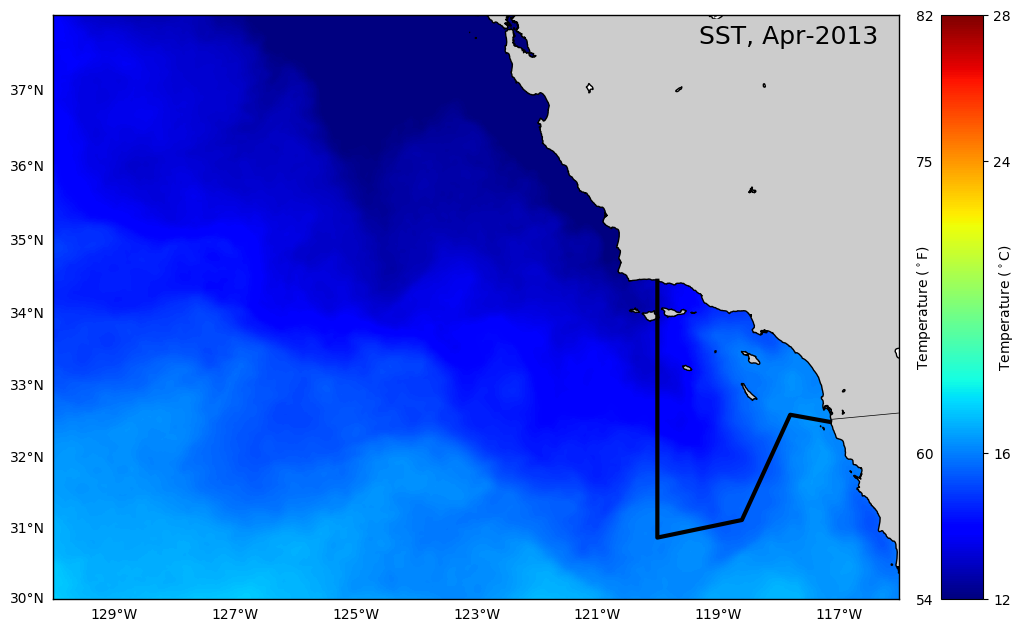 SST, Apr-2013
37°N
36°N
35°N
34°N
33°N
32°N
31°N
30°N
129°W 127°W 125°W 123°W 121°W 119°W 117°W
82
75
60
54
Temperature (°F)
28
24
16
12
Temperature (°C)